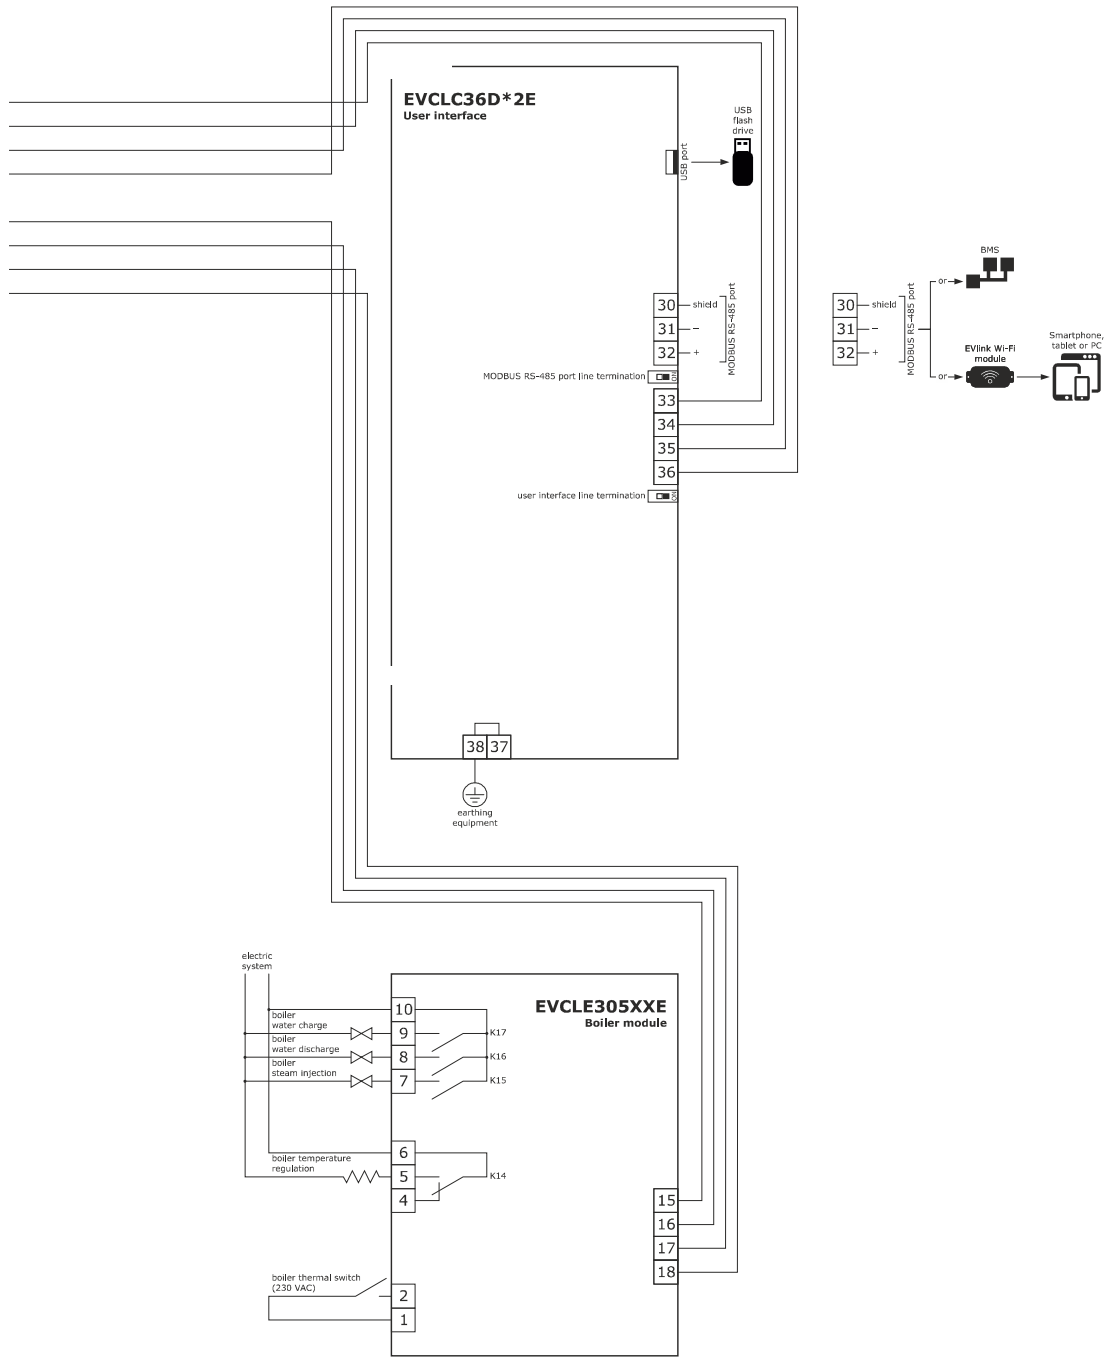 EVCLC36D*2E
User interface
USB
flash
drive
USB port
BMS
or
30
shield
31
–
32
+
MODBUS RS-485 port
30
shield
31
–
32
+
MODBUS RS-485 port
EVlink Wi-Fi
module
Smartphone,
tablet or PC
or
MODBUS RS-485 port line termination
ON
33
34
35
36
user interface line termination
ON
38
37
earthing
equipment
electric
system
EVCLE305XXE
Boiler module
10
boiler
water charge
9
K17
boiler
water discharge
8
K16
boiler
steam injection
7
K15
6
boiler temperature
regulation
5
K14
4
15
16
17
18
boiler thermal switch
(230 VAC)
2
1